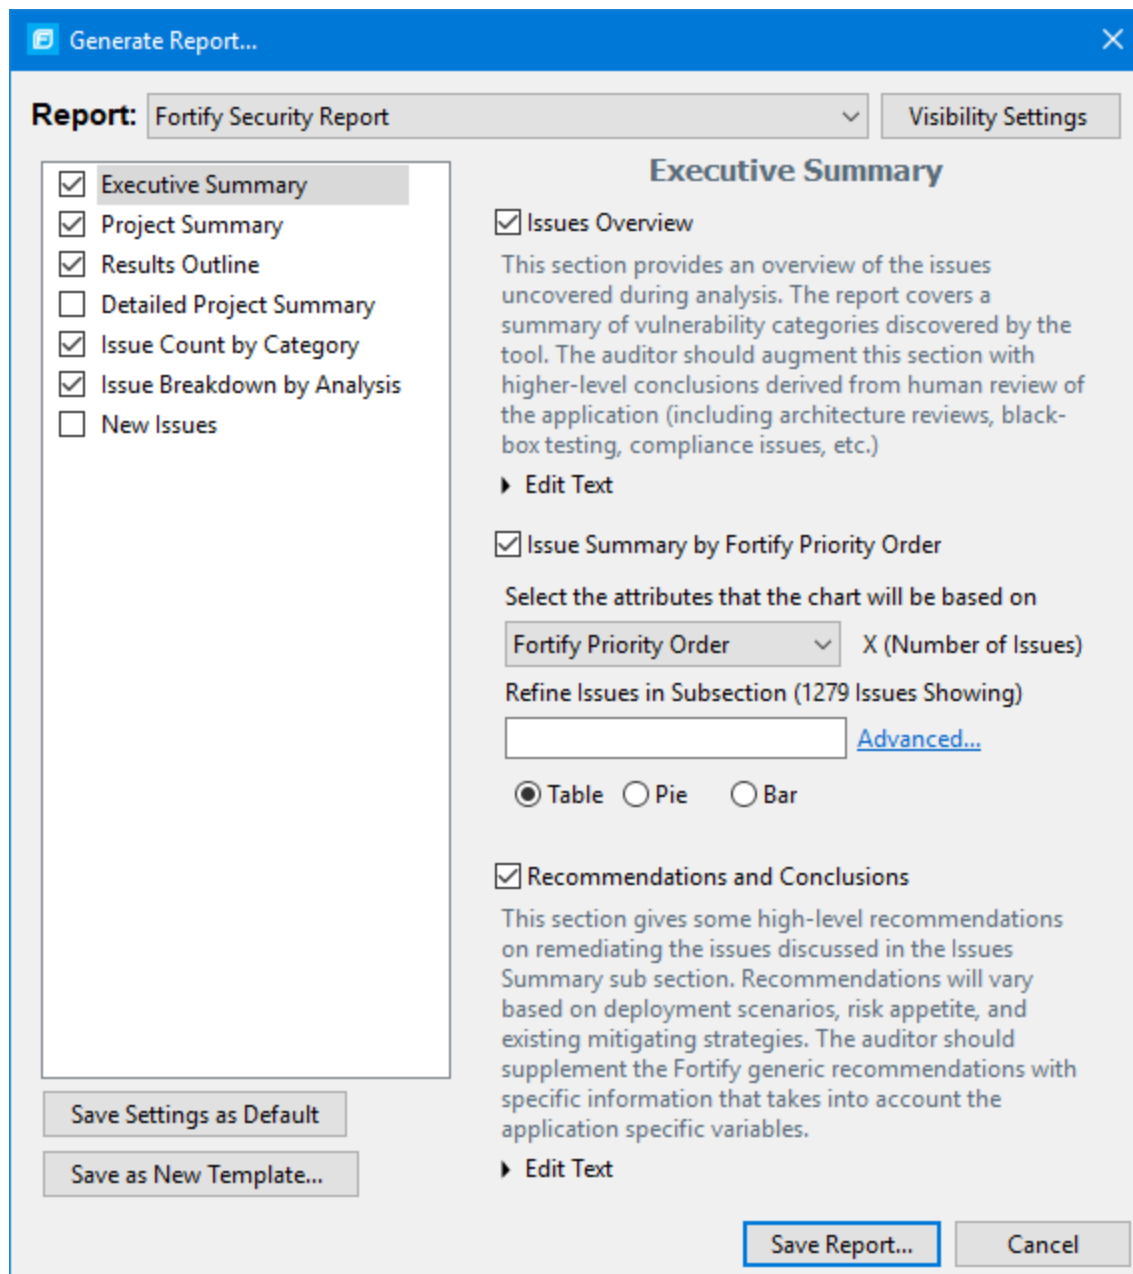 Generate Report...
Report: Fortify Security Report Visibility Settings
Executive Summary
Project Summary
Results Outline
Detailed Project Summary
Issue Count by Category
Issue Breakdown by Analysis
New Issues
Save Settings as Default
Save as New Template...
Executive Summary
Issues Overview
This section provides an overview of the issues
uncovered during analysis. The report covers a
summary of vulnerability categories discovered by the
tool. The auditor should augment this section with
higher-level conclusions derived from human review of
the application (including architecture reviews, black-
box testing, compliance issues, etc.)
Edit Text
Issue Summary by Fortify Priority Order
Select the attributes that the chart will be based on
Fortify Priority Order X (Number of Issues)
Refine Issues in Subsection (1279 Issues Showing)
Advanced...
Table Pie Bar
Recommendations and Conclusions
This section gives some high-level recommendations
on remediating the issues discussed in the Issues
Summary sub section. Recommendations will vary
based on deployment scenarios, risk appetite, and
existing mitigating strategies. The auditor should
supplement the Fortify generic recommendations with
specific information that takes into account the
application specific variables.
Edit Text
Save Report... Cancel